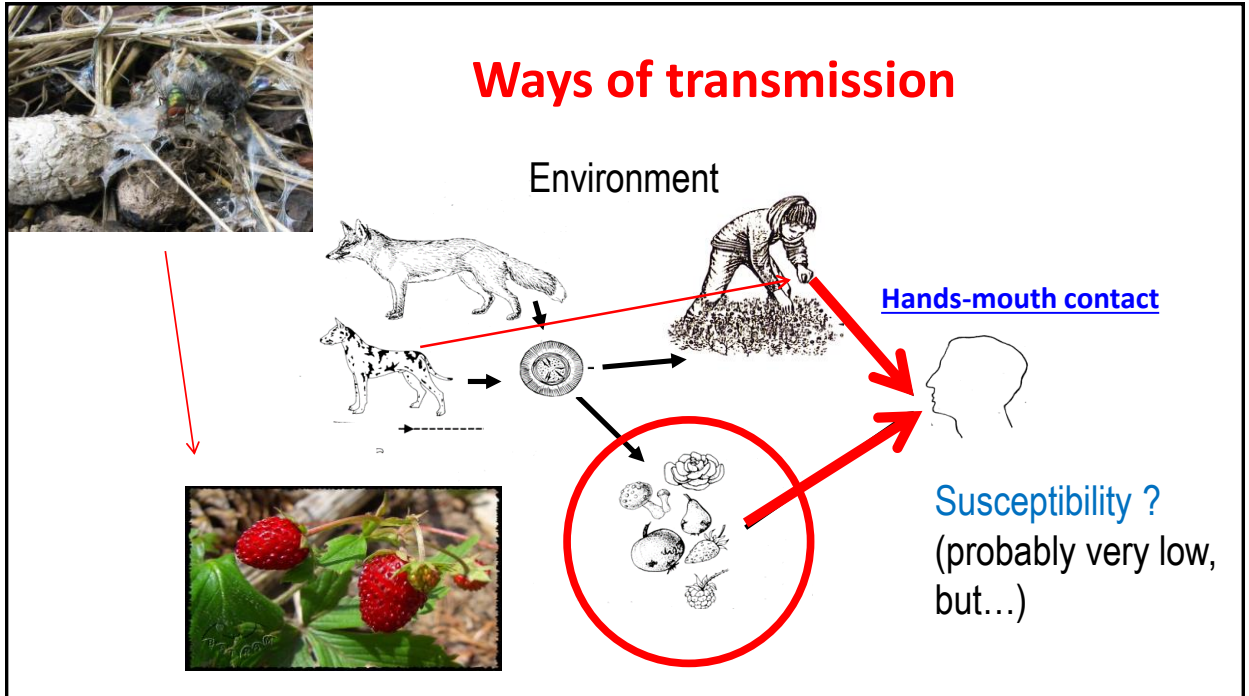 Ways of transmission
Environment
Hands-mouth contact
Susceptibility ?
(probably very low,
but…)